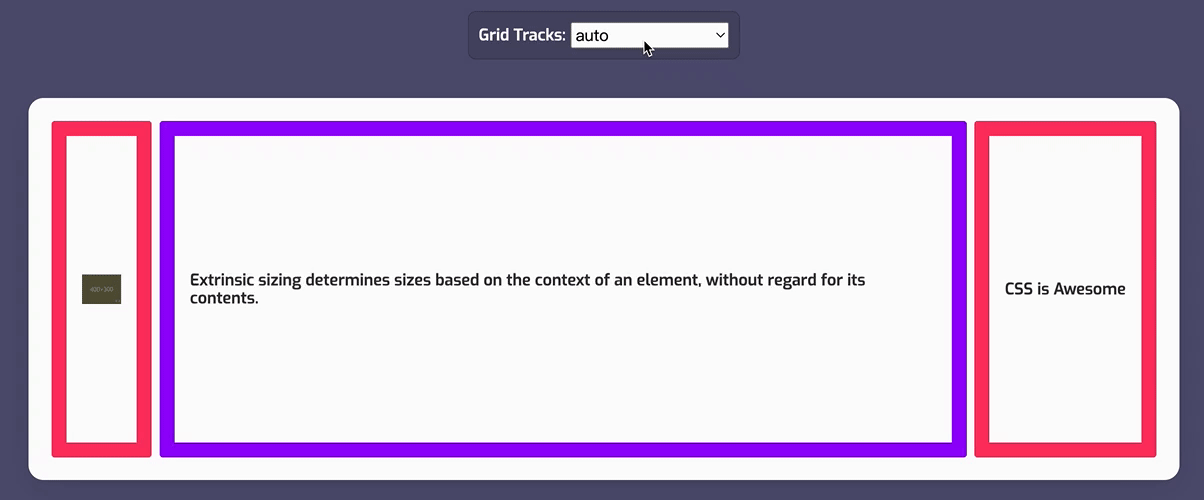 Grid Tracks: auto
400×300
Extrinsic sizing determines sizes based on the context of an element, without regard for its
contents.
CSS is Awesome